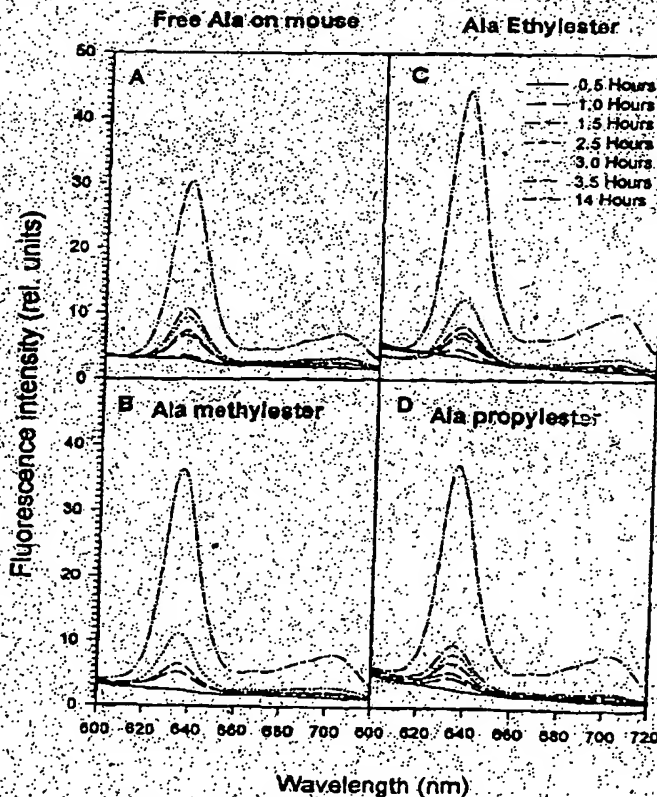 Free Ala on mouse
Ala Ethylester
A
C
0.5 Hours
1.0 Hours
1.5 Hours
2.5 Hours
3.0 Hours
3.5 Hours
14 Hours
50
40
30
20
10
0
B Ala methylester
D Ala propylester
40
30
20
10
0
Fluorescence intensity (rel. units)
600 620 640 660 680 700 600 620 640 660 680 700 720
Wavelength (nm)